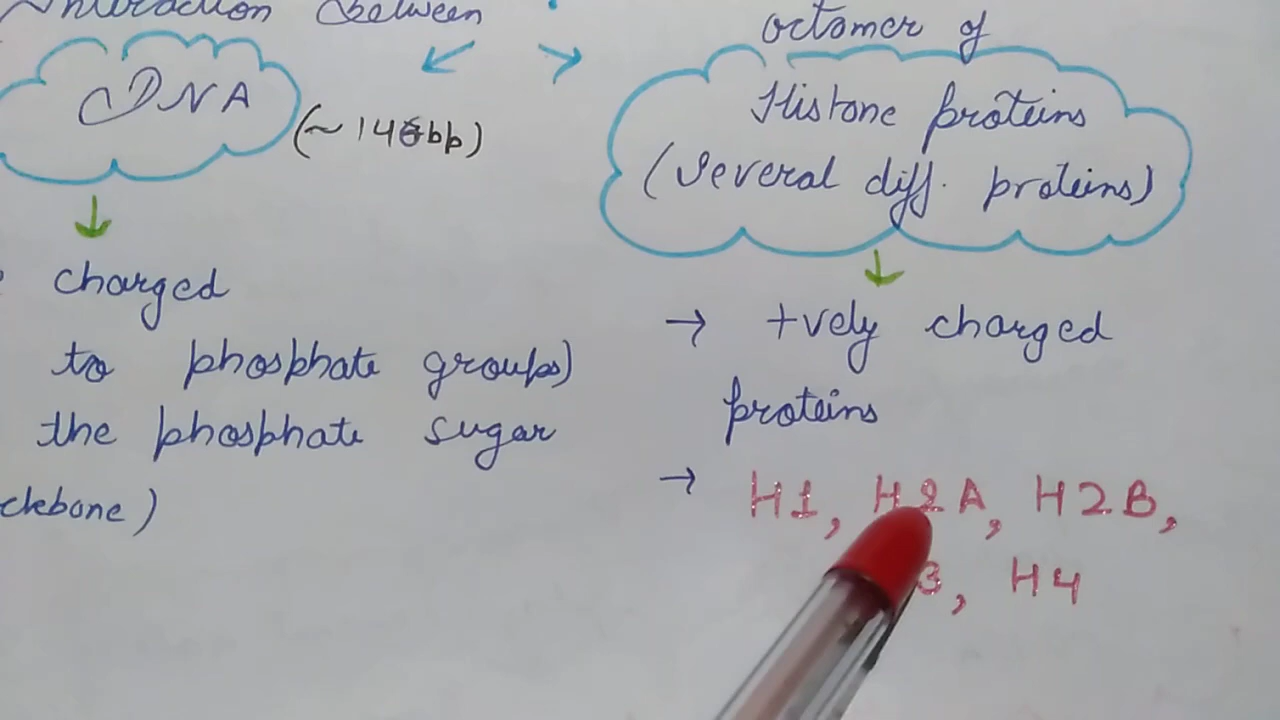 Interaction between
octamer of
DNA
(~146bp)
Histone proteins
(several diff. proteins)
charged
to phosphate groups)
the phosphate sugar
ckbone)
→ +vely charged
proteins
→ H1, H2A, H2B,
3, H4